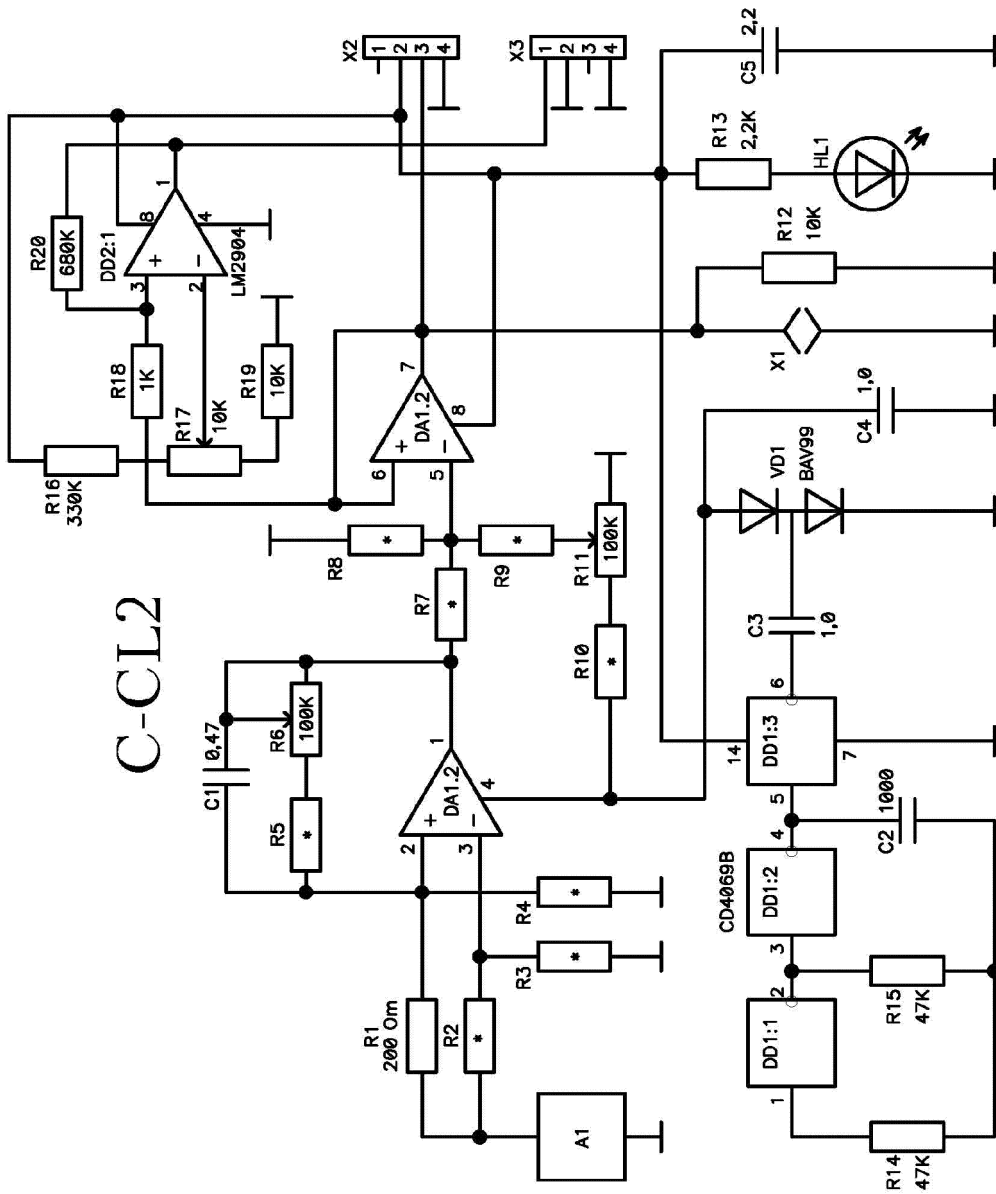 C-CL2
R20
680K
DD2:1
8
1
3
2
4
+
−
LM2904
R18
1K
R17
10K
R19
10K
R16
330K
X2
1
2
3
4
X3
1
2
3
4
C1
0,47
R5
*
R6
100K
R7
*
R8
*
R9
*
R10
*
R11
100K
DA1.2
6
5
7
8
+
−
DA1.2
2
3
1
4
+
−
R1
200 Om
R2
*
R3
*
R4
*
A1
R13
2,2K
C5
2,2
HL1
R12
10K
X1
C4
1,0
VD1
BAV99
C3
1,0
CD4069B
DD1:1
1
2
DD1:2
3
4
DD1:3
5
6
14
7
C2
1000
R15
47K
R14
47K